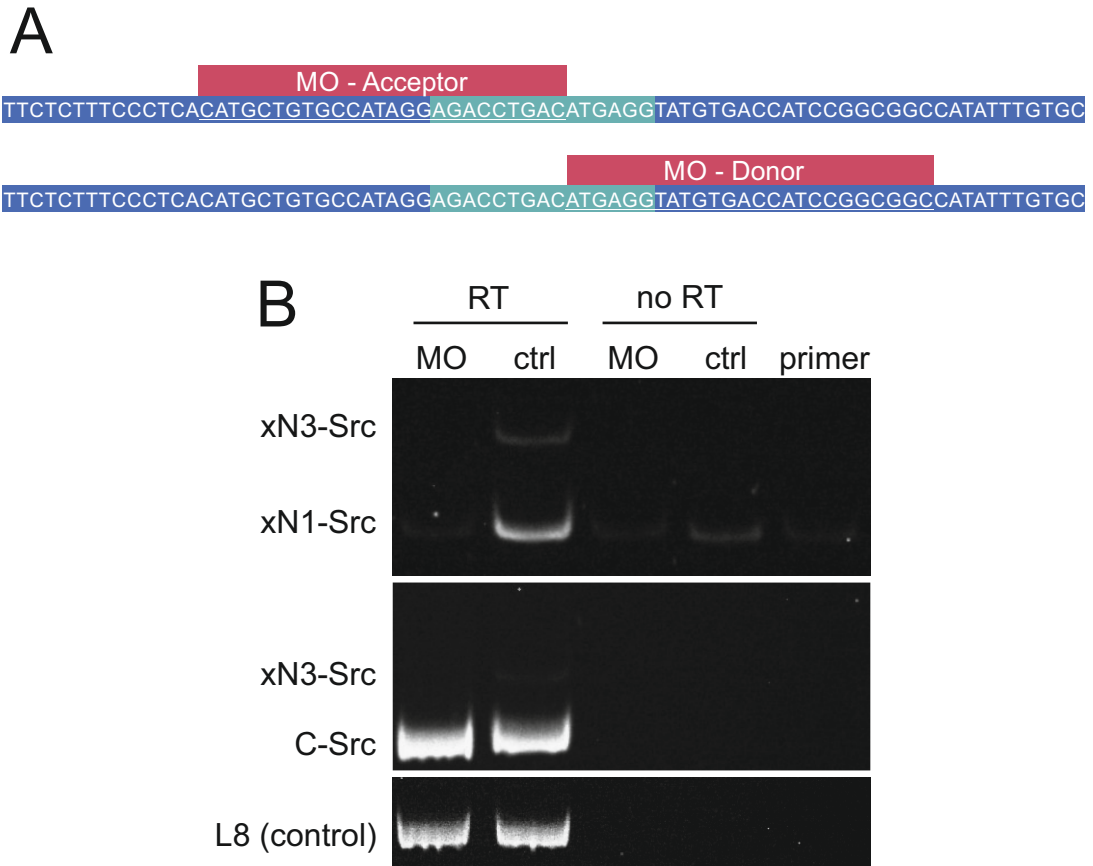 A
MO - Acceptor
TTCTCTTTCCCTCACATGCTGTGCCATAGGAGACCTGACATGAGGTATGTGACCATCCGGCGGCCATATTTGTGC
MO - Donor
TTCTCTTTCCCTCACATGCTGTGCCATAGGAGACCTGACATGAGGTATGTGACCATCCGGCGGCCATATTTGTGC
B
RT no RT
MO ctrl MO ctrl primer
xN3-Src
xN1-Src
xN3-Src
C-Src
L8 (control)